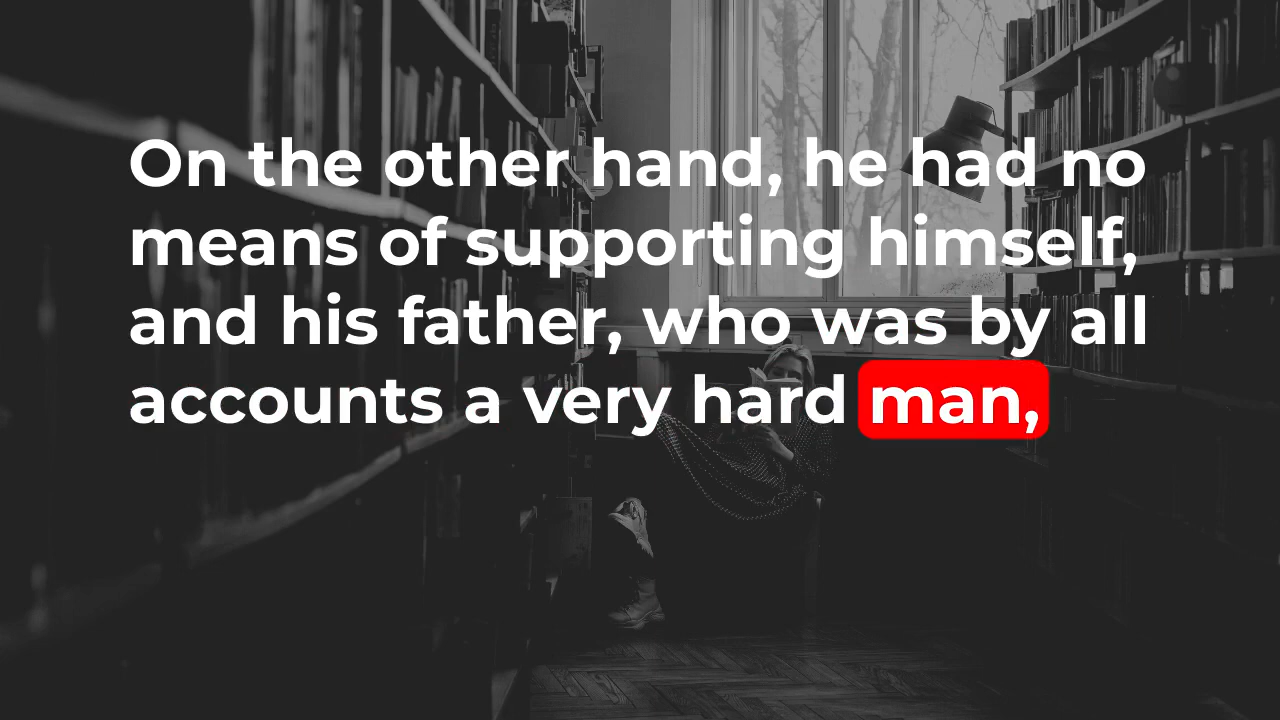 On the other hand, he had no
means of supporting himself,
and his father, who was by all
accounts a very hard man,